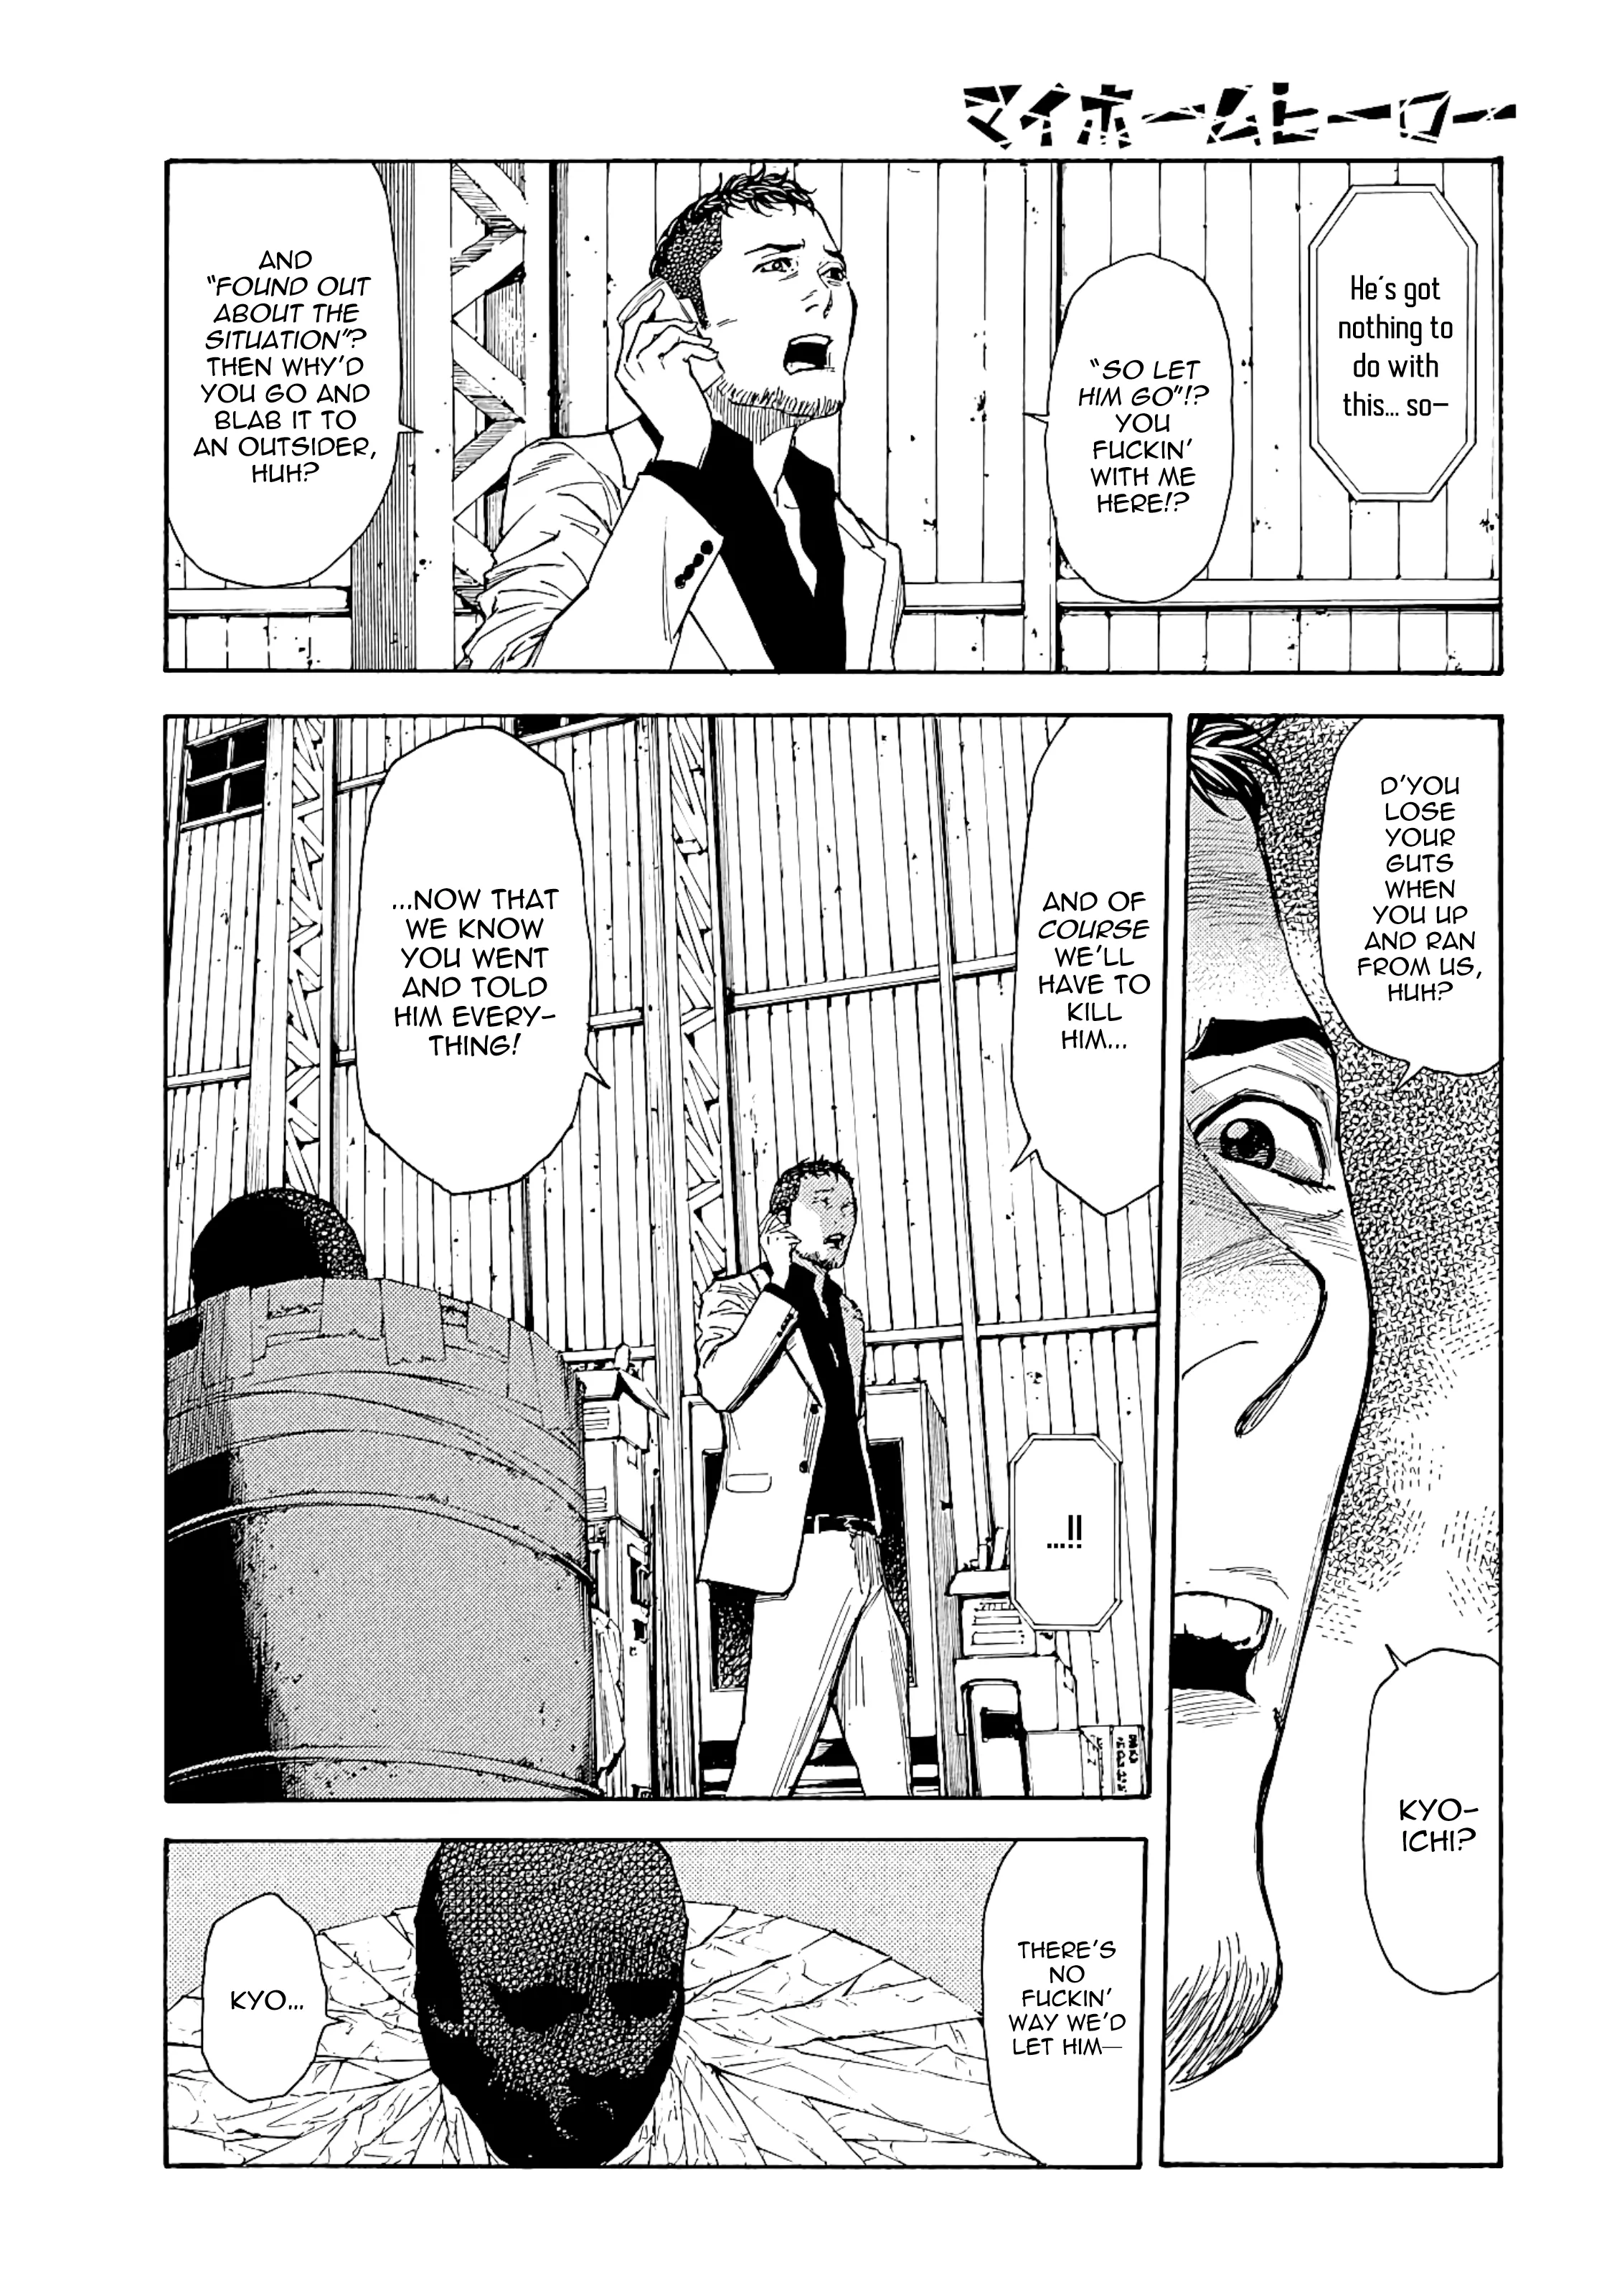 マイホームヒーロー
He's got
nothing to
do with
this... so—
"SO LET
HIM GO"!?
YOU
FUCKIN'
WITH ME
HERE!?
AND
"FOUND OUT
ABOUT THE
SITUATION"?
THEN WHY'D
YOU GO AND
BLAB IT TO
AN OUTSIDER,
HUH?
D'YOU
LOSE
YOUR
GUTS
WHEN
YOU UP
AND RAN
FROM US,
HUH?
KYO-
ICHI?
AND OF
COURSE
WE'LL
HAVE TO
KILL
HIM...
...NOW THAT
WE KNOW
YOU WENT
AND TOLD
HIM EVERY-
THING!
...!!
THERE'S
NO
FUCKIN'
WAY WE'D
LET HIM—
KYO...